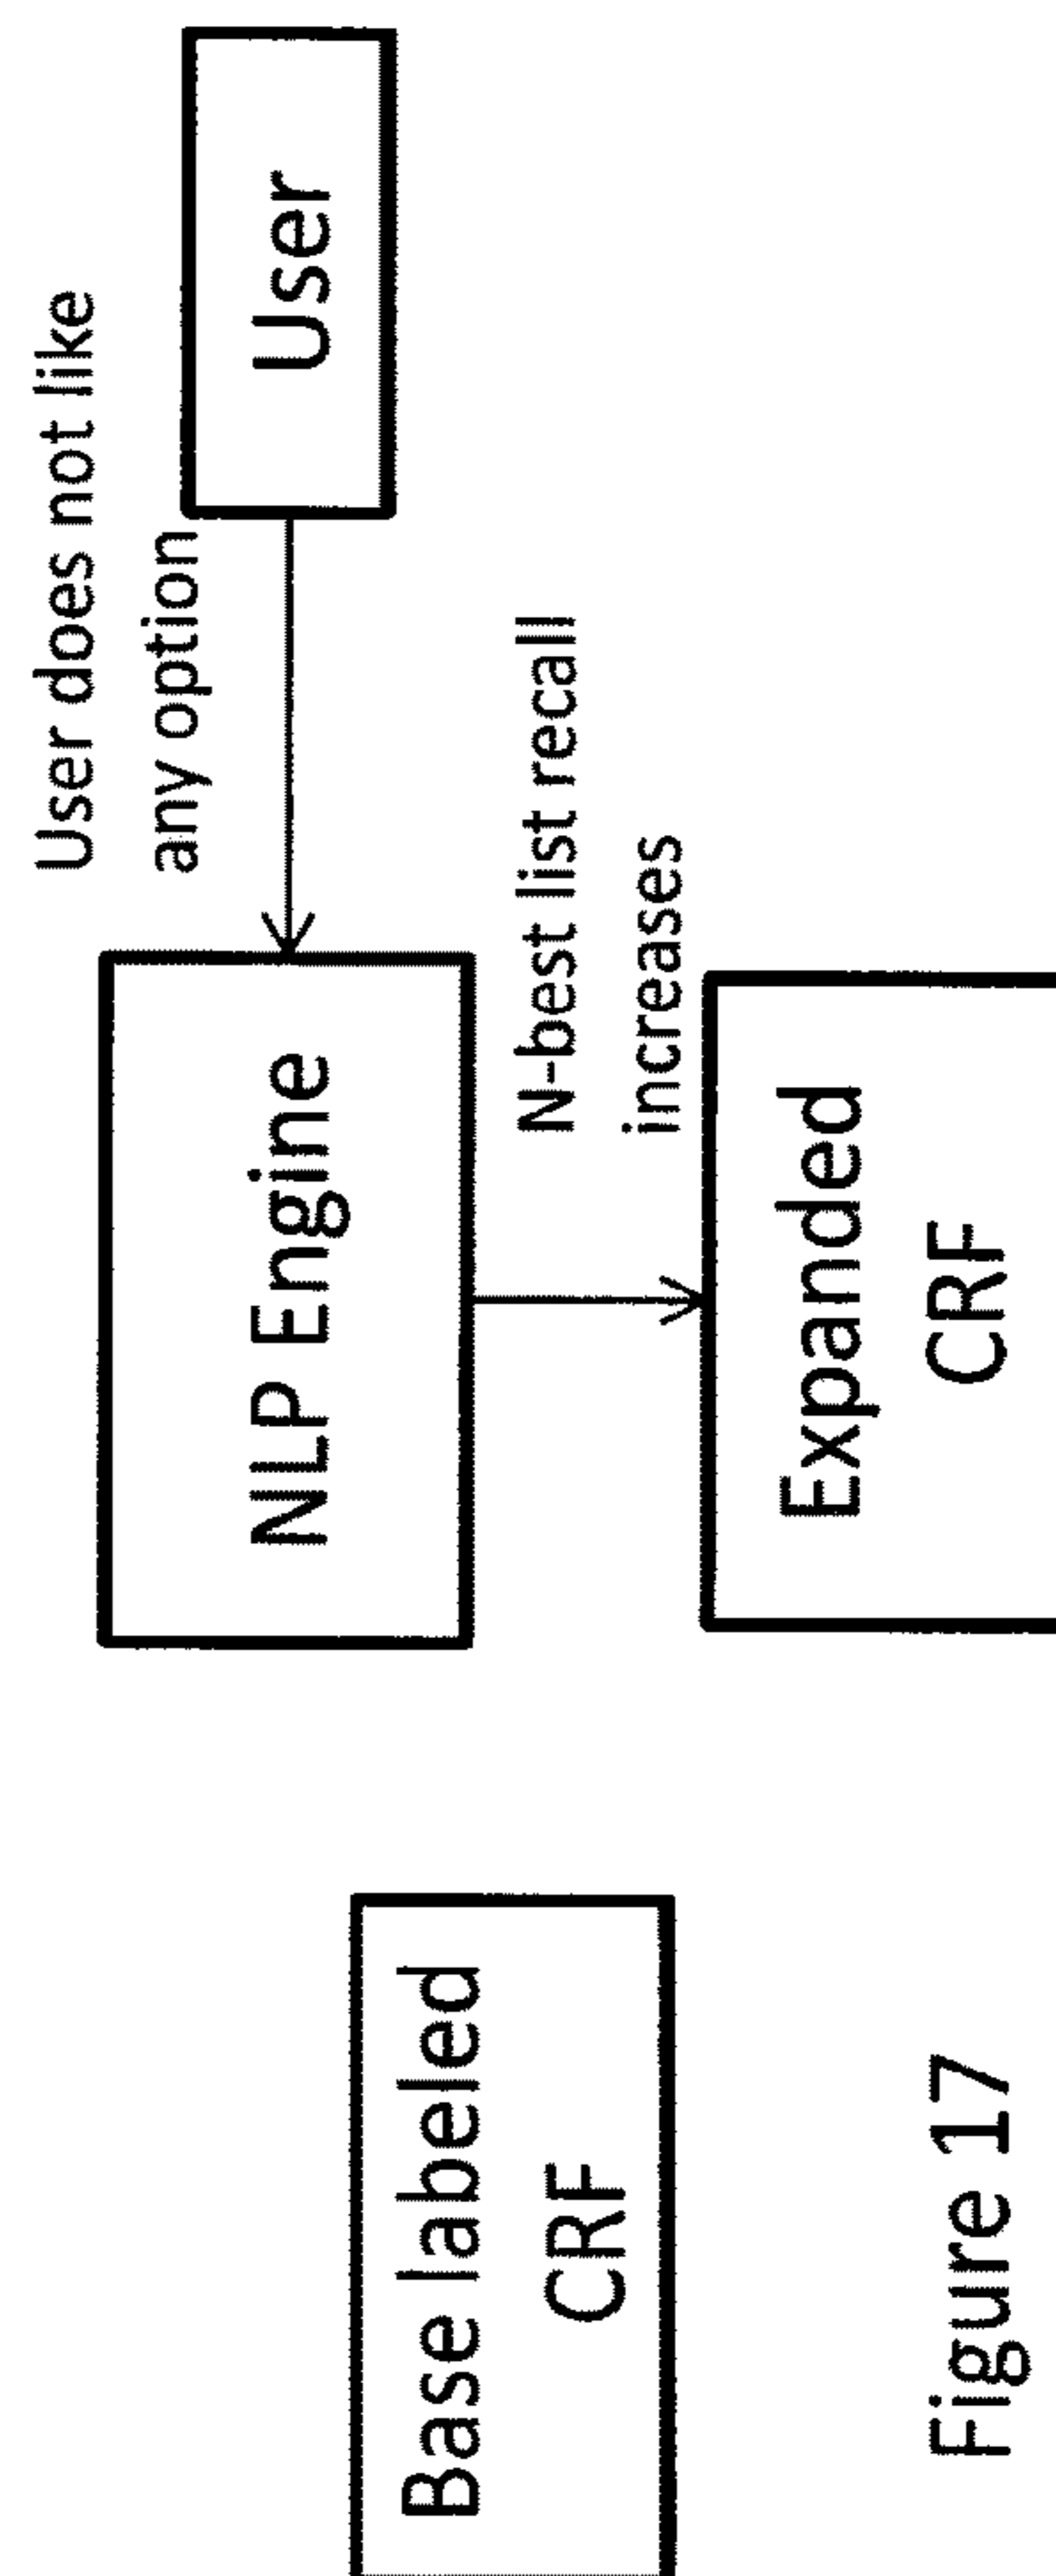 User does not like
any option
User
NLP Engine
N-best list recall
increases
Expanded
CRF
Base labeled
CRF
Figure 17